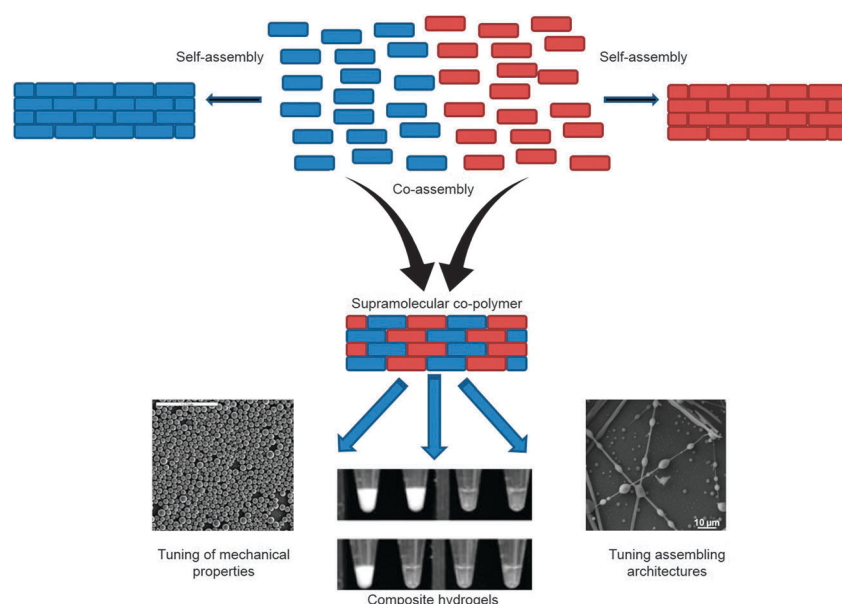 Self-assembly
Self-assembly
Co-assembly
Supramolecular co-polymer
10 µm
Tuning of mechanical
properties
Tuning assembling
architectures
Composite hydrogels